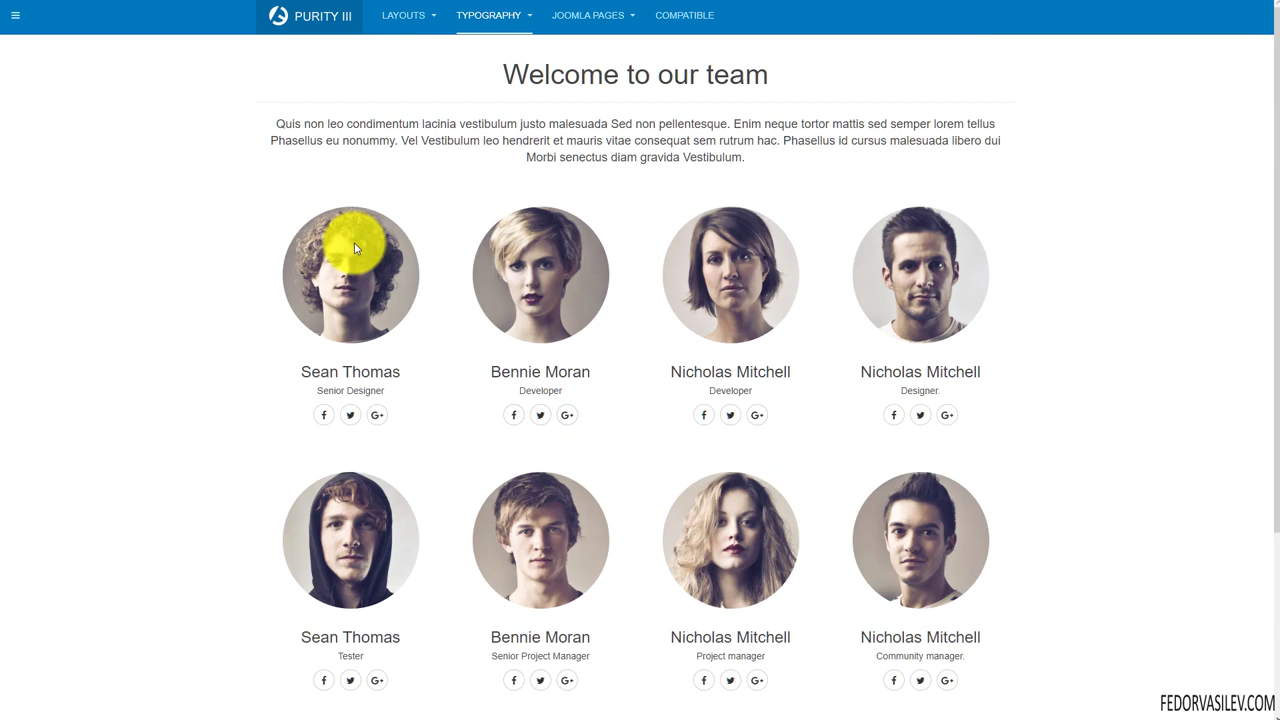 PURITY III LAYOUTS TYPOGRAPHY JOOMLA PAGES COMPATIBLE
Welcome to our team
Quis non leo condimentum lacinia vestibulum justo malesuada Sed non pellentesque. Enim neque tortor mattis sed semper lorem tellus
Phasellus eu nonummy. Vel Vestibulum leo hendrerit et mauris vitae consequat sem rutrum hac. Phasellus id cursus malesuada libero dui
Morbi senectus diam gravida Vestibulum.
Sean Thomas Bennie Moran Nicholas Mitchell Nicholas Mitchell
Senior Designer Developer Developer Designer.
Sean Thomas Bennie Moran Nicholas Mitchell Nicholas Mitchell
Tester Senior Project Manager Project manager Community manager.
FEDORVASILEV.COM